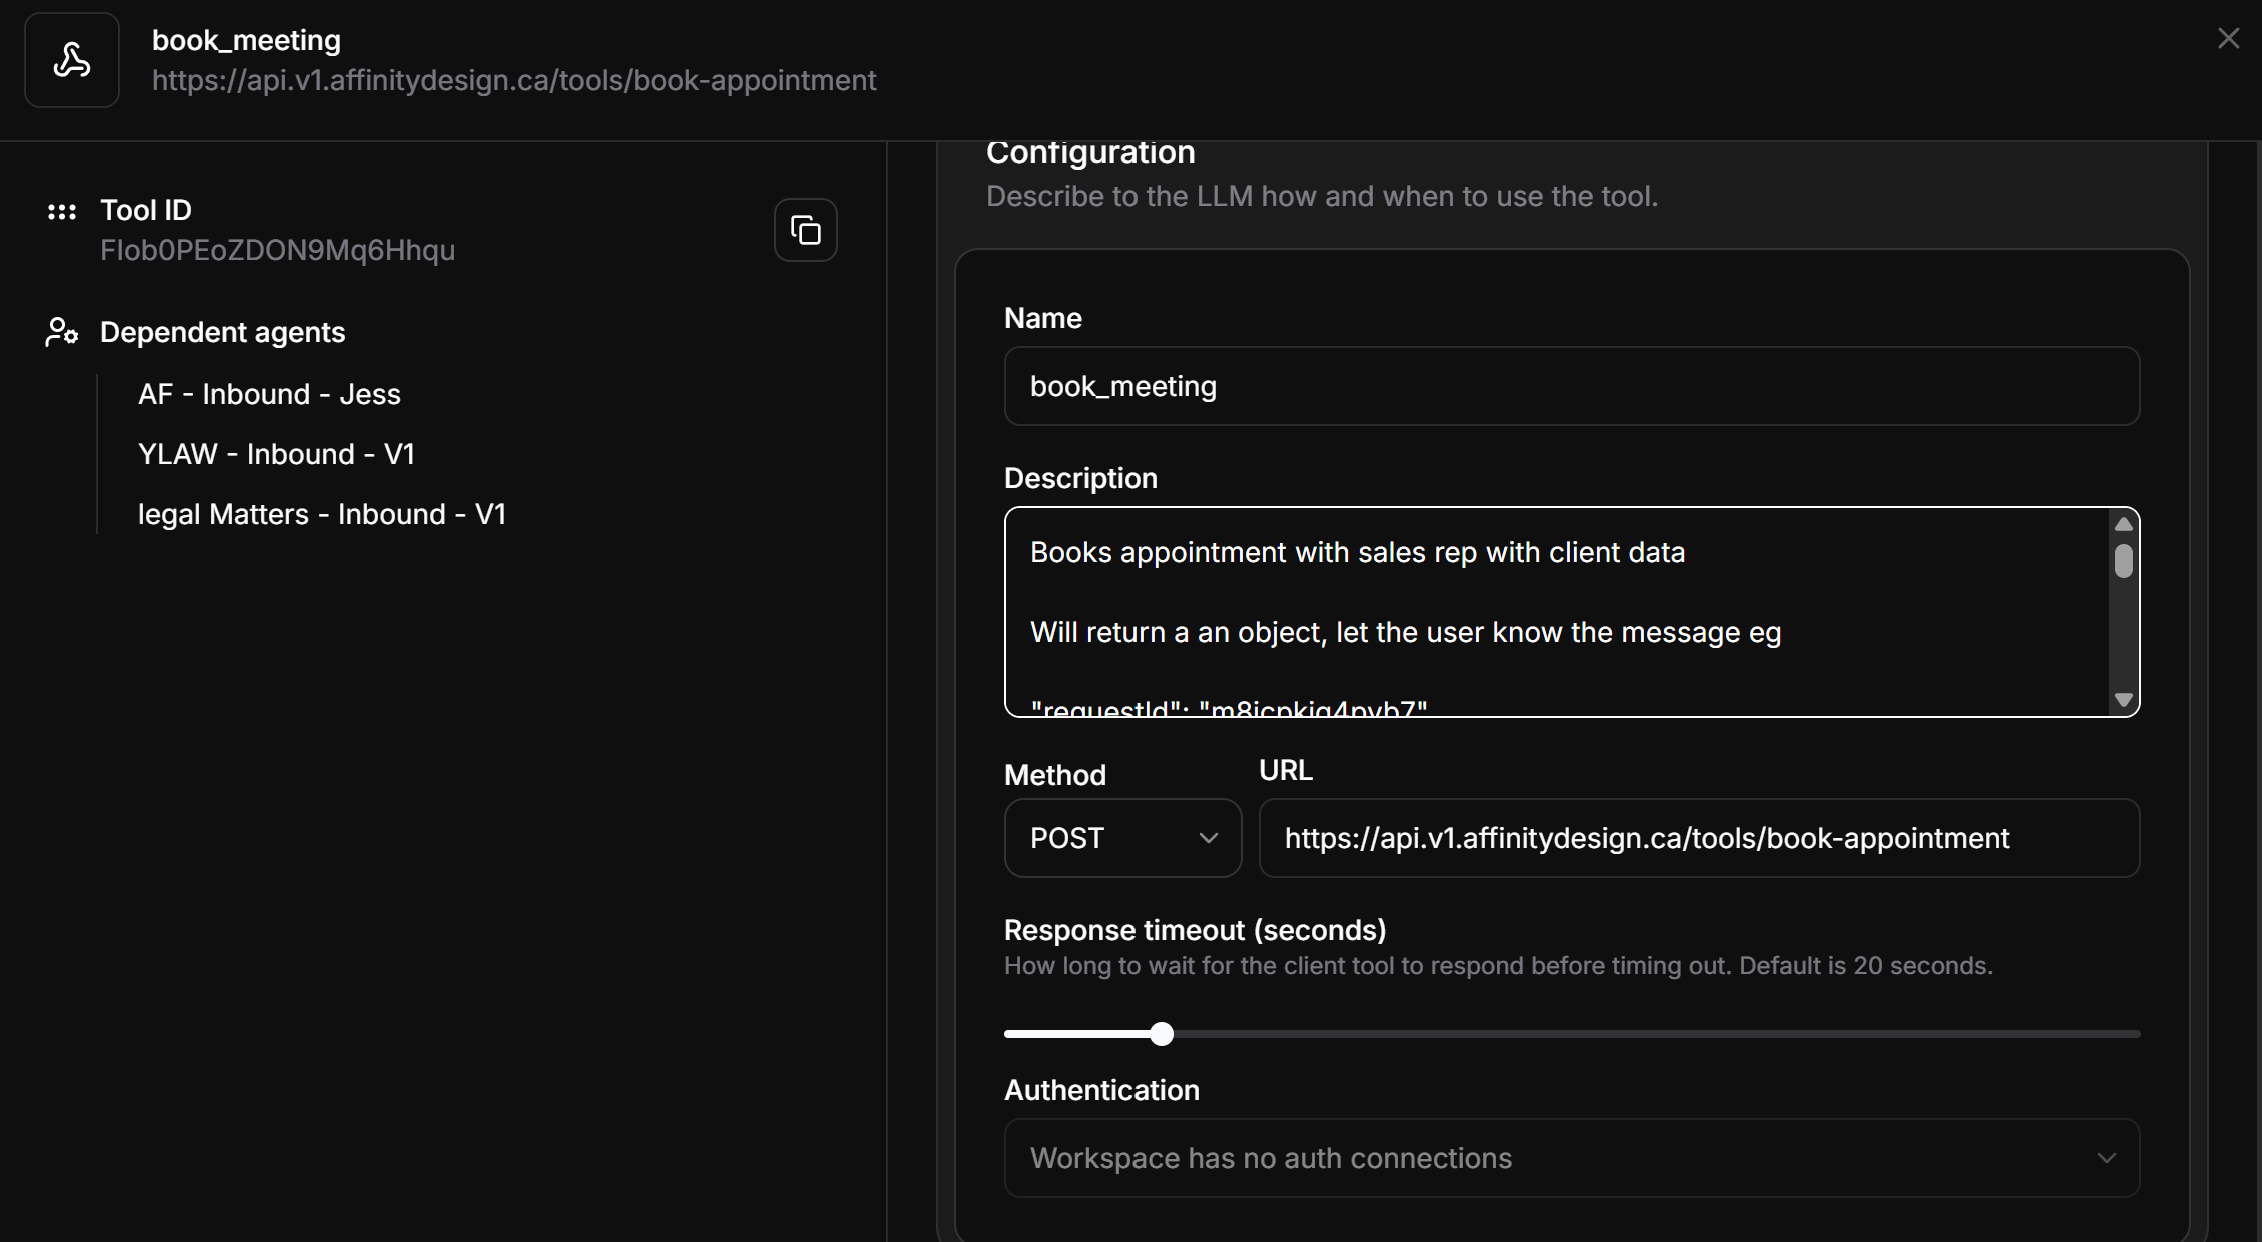 book_meeting
https://api.v1.affinitydesign.ca/tools/book-appointment
Tool ID
FIob0PEoZDON9Mq6Hhqu
Dependent agents
AF - Inbound - Jess
YLAW - Inbound - V1
legal Matters - Inbound - V1
Configuration
Describe to the LLM how and when to use the tool.
Name
book_meeting
Description
Books appointment with sales rep with client data
Will return a an object, let the user know the message eg
"requestId": "m8icpkig4pvb7"
Method
URL
POST
https://api.v1.affinitydesign.ca/tools/book-appointment
Response timeout (seconds)
How long to wait for the client tool to respond before timing out. Default is 20 seconds.
Authentication
Workspace has no auth connections